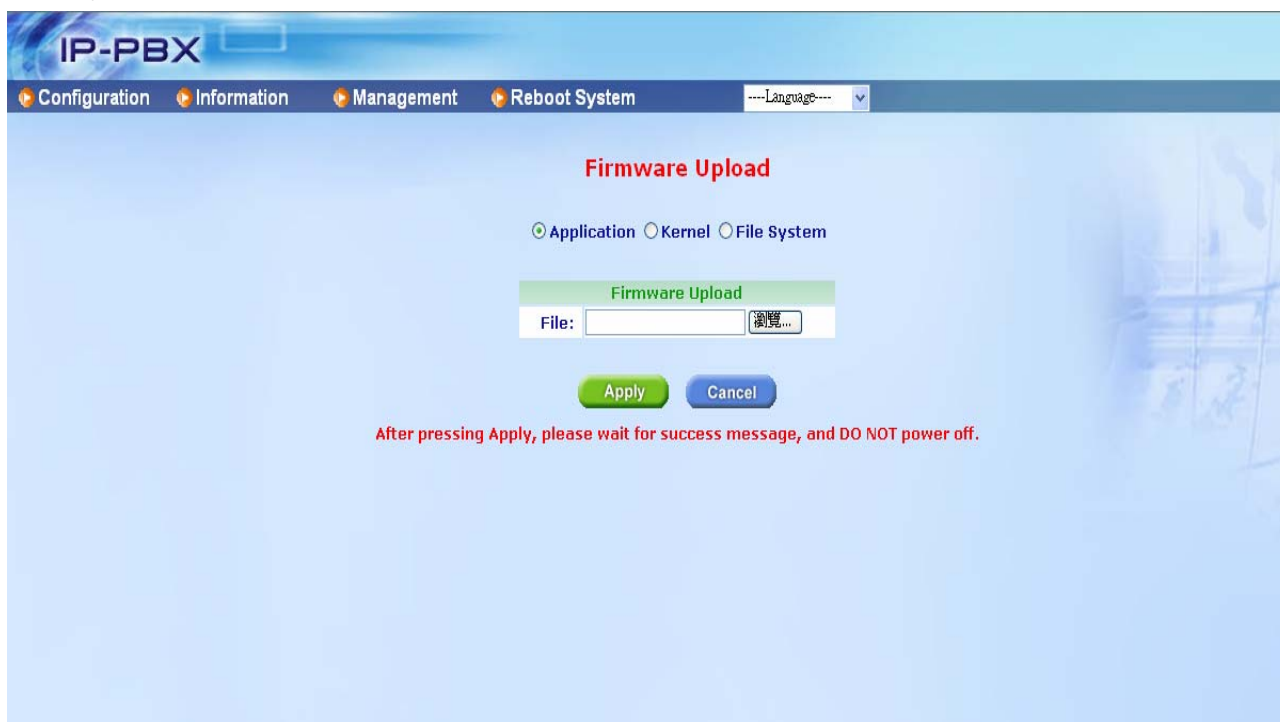 IP-PBX
Configuration Information Management Reboot System ----Language----
Firmware Upload
Application Kernel File System
Firmware Upload
File: 瀏覽...
Apply Cancel
After pressing Apply, please wait for success message, and DO NOT power off.